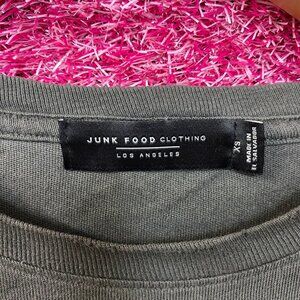 JUNK FOOD CLOTHING
LOS ANGELES
XS
MADE IN
EL SALVADOR